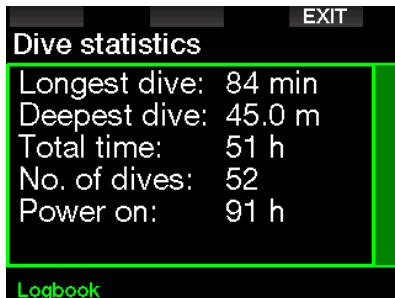 EXIT
Dive statistics
Longest dive: 84 min
Deepest dive: 45.0 m
Total time: 51 h
No. of dives: 52
Power on: 91 h
Logbook